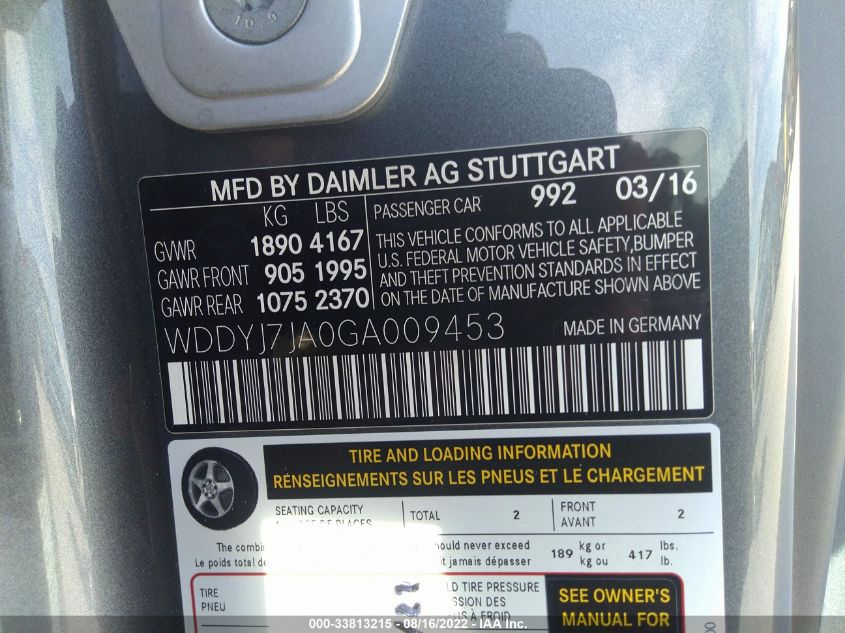 10.9
MFD BY DAIMLER AG STUTTGART
KG LBS PASSENGER CAR 992 03/16
GVWR 1890 4167
GAWR FRONT 905 1995
GAWR REAR 1075 2370
THIS VEHICLE CONFORMS TO ALL APPLICABLE
U.S. FEDERAL MOTOR VEHICLE SAFETY,BUMPER
AND THEFT PREVENTION STANDARDS IN EFFECT
ON THE DATE OF MANUFACTURE SHOWN ABOVE
WDDYJ7JA0GA009453 MADE IN GERMANY
TIRE AND LOADING INFORMATION
RENSEIGNEMENTS SUR LES PNEUS ET LE CHARGEMENT
SEATING CAPACITY TOTAL 2 FRONT 2
DE PLACES AVANT
The should never exceed 189 kg or 417 lbs.
Le poids total jamais dépasser kg ou lb.
TIRE TIRE PRESSURE SEE OWNER'S
PNEU DES MANUAL FOR
À FROID
000-33813215 - 08/16/2022 - IAA Inc.